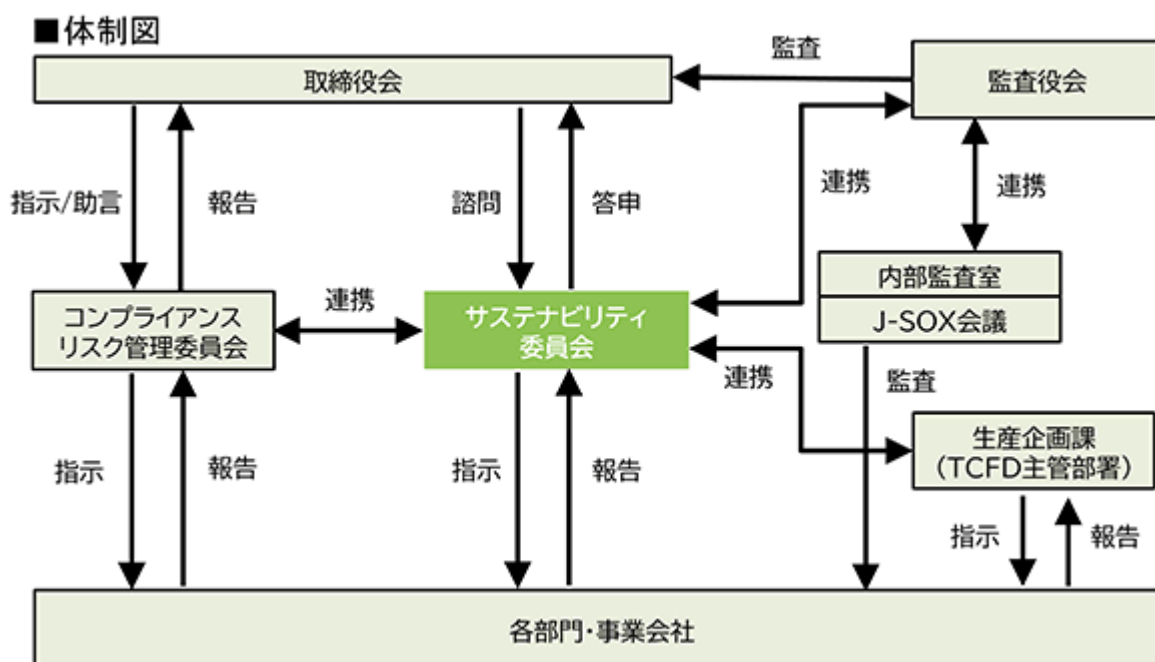 ■体制図
監査
取締役会
監査役会
指示/助言
報告
諮問
答申
連携
連携
内部監査室
J-SOX会議
コンプライアンス
リスク管理委員会
連携
サステナビリティ
委員会
連携
監査
生産企画課
(TCFD主管部署)
指示
報告
指示
報告
指示
報告
各部門・事業会社